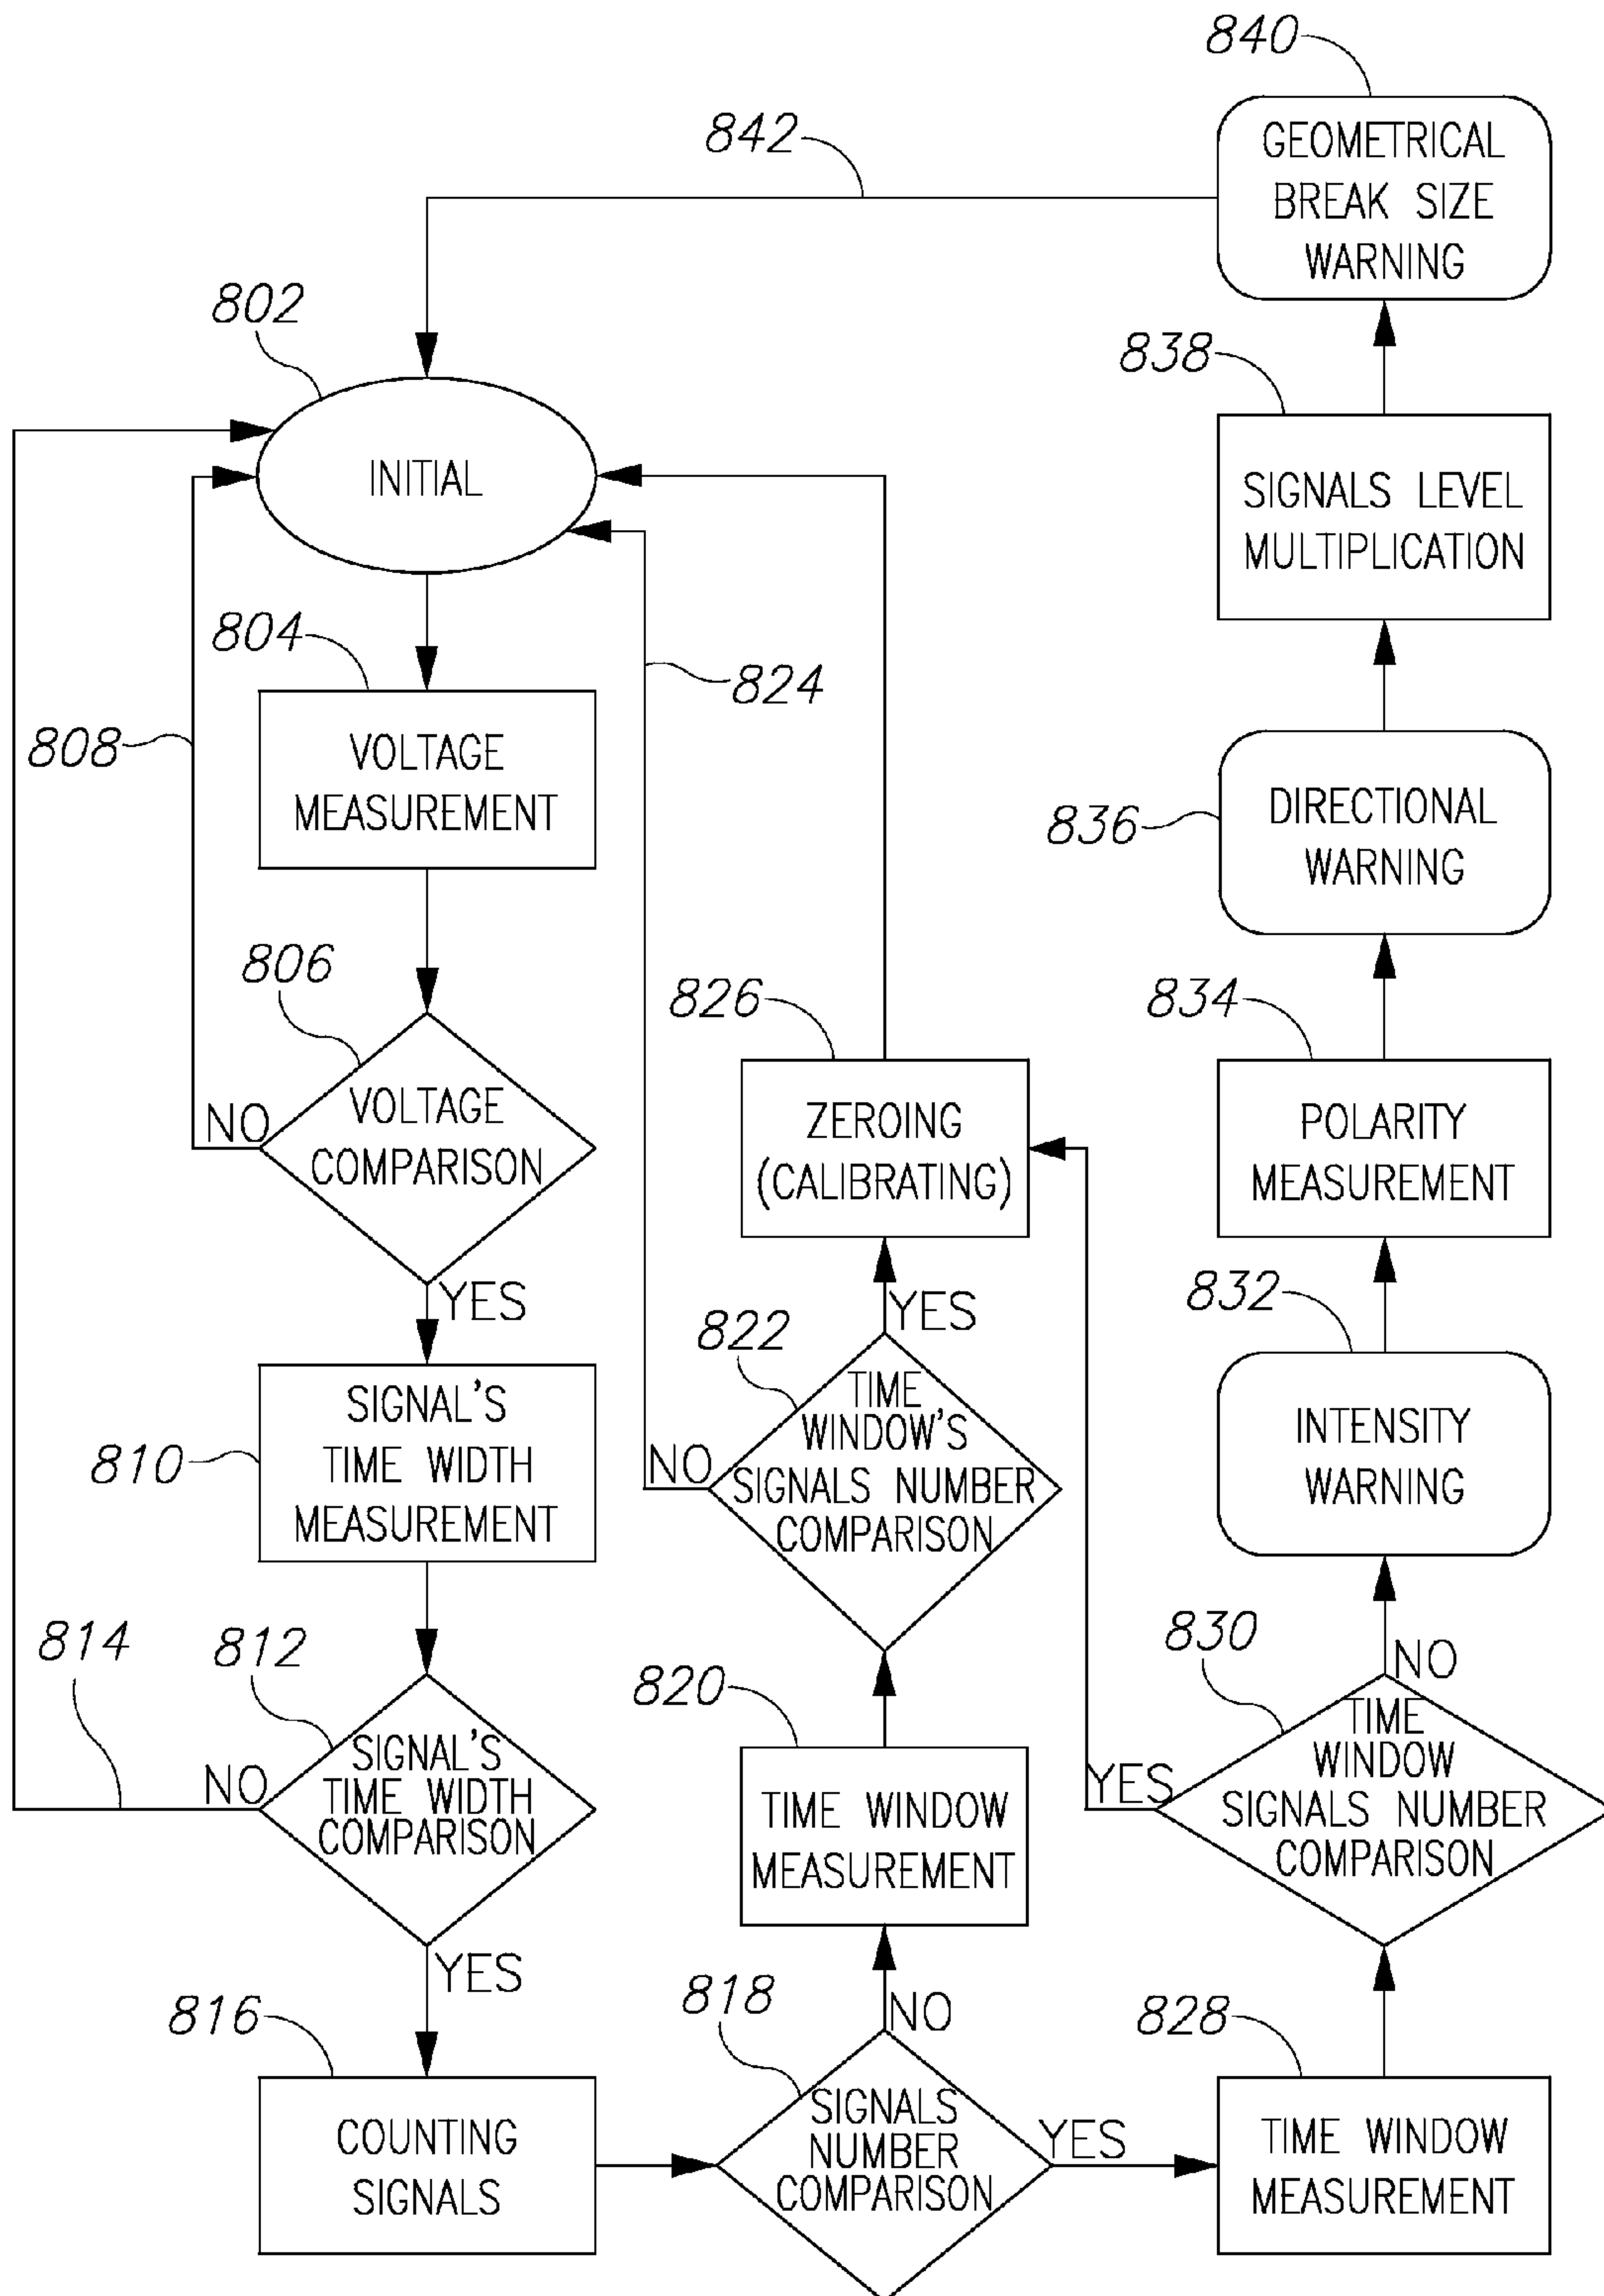 840
GEOMETRICAL
BREAK SIZE
WARNING
842
802
INITIAL
838
SIGNALS LEVEL
MULTIPLICATION
804
VOLTAGE
MEASUREMENT
824
808
836
DIRECTIONAL
WARNING
806
VOLTAGE
COMPARISON
NO
YES
826
ZEROING
(CALIBRATING)
834
POLARITY
MEASUREMENT
810
SIGNAL'S
TIME WIDTH
MEASUREMENT
822
YES
TIME
WINDOW'S
SIGNALS NUMBER
COMPARISON
NO
832
INTENSITY
WARNING
814
812
NO
SIGNAL'S
TIME WIDTH
COMPARISON
YES
820
TIME WINDOW
MEASUREMENT
830
NO
YES
TIME
WINDOW
SIGNALS NUMBER
COMPARISON
816
COUNTING
SIGNALS
818
NO
SIGNALS
NUMBER
COMPARISON
YES
828
TIME WINDOW
MEASUREMENT